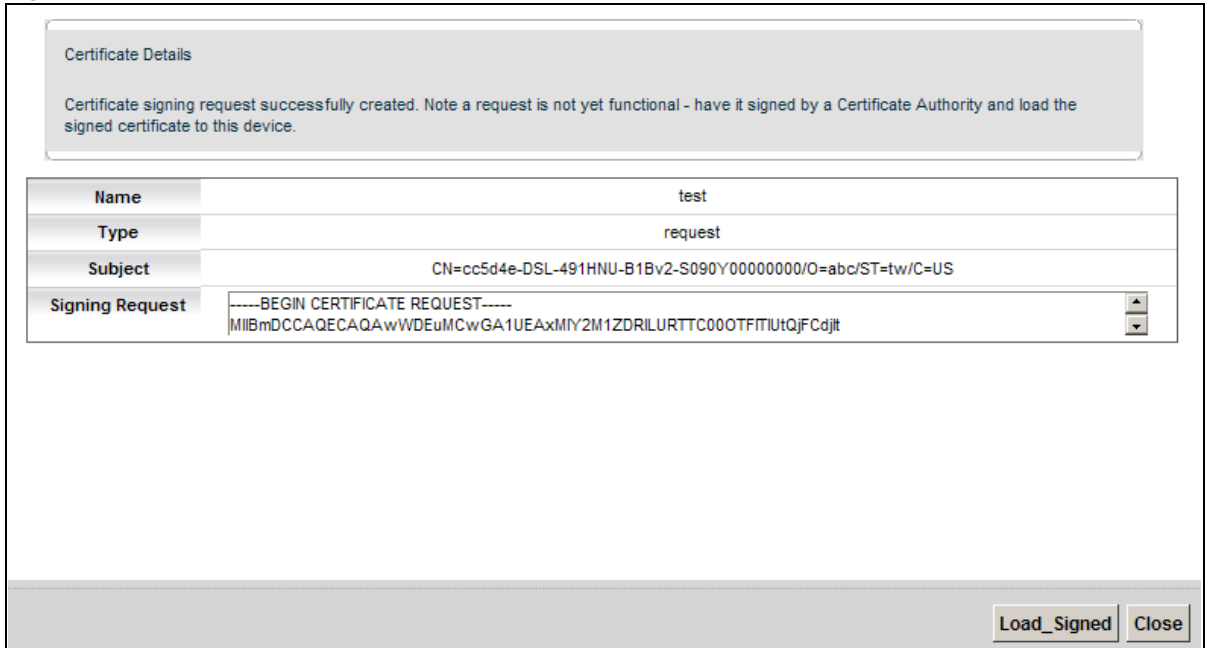 Certificate Details
Certificate signing request successfully created. Note a request is not yet functional - have it signed by a Certificate Authority and load the
signed certificate to this device.
Name test
Type request
Subject CN=cc5d4e-DSL-491HNU-B1Bv2-S090Y00000000/O=abc/ST=tw/C=US
Signing Request -----BEGIN CERTIFICATE REQUEST-----
Load_Signed Close